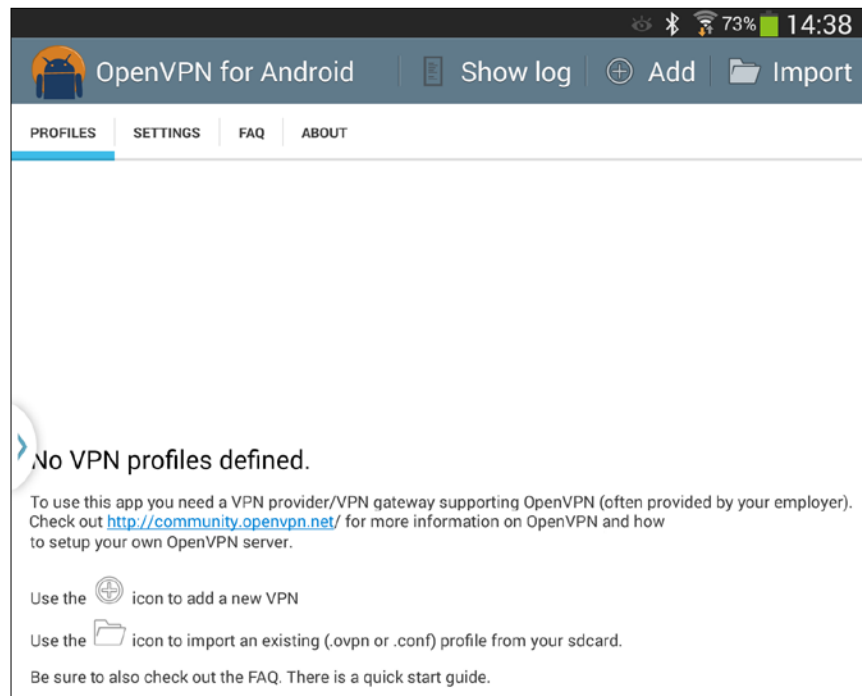 73% 14:38
OpenVPN for Android Show log Add Import
PROFILES SETTINGS FAQ ABOUT
No VPN profiles defined.
To use this app you need a VPN provider/VPN gateway supporting OpenVPN (often provided by your employer).
Check out http://community.openvpn.net/ for more information on OpenVPN and how
to setup your own OpenVPN server.
Use the icon to add a new VPN
Use the icon to import an existing (.ovpn or .conf) profile from your sdcard.
Be sure to also check out the FAQ. There is a quick start guide.